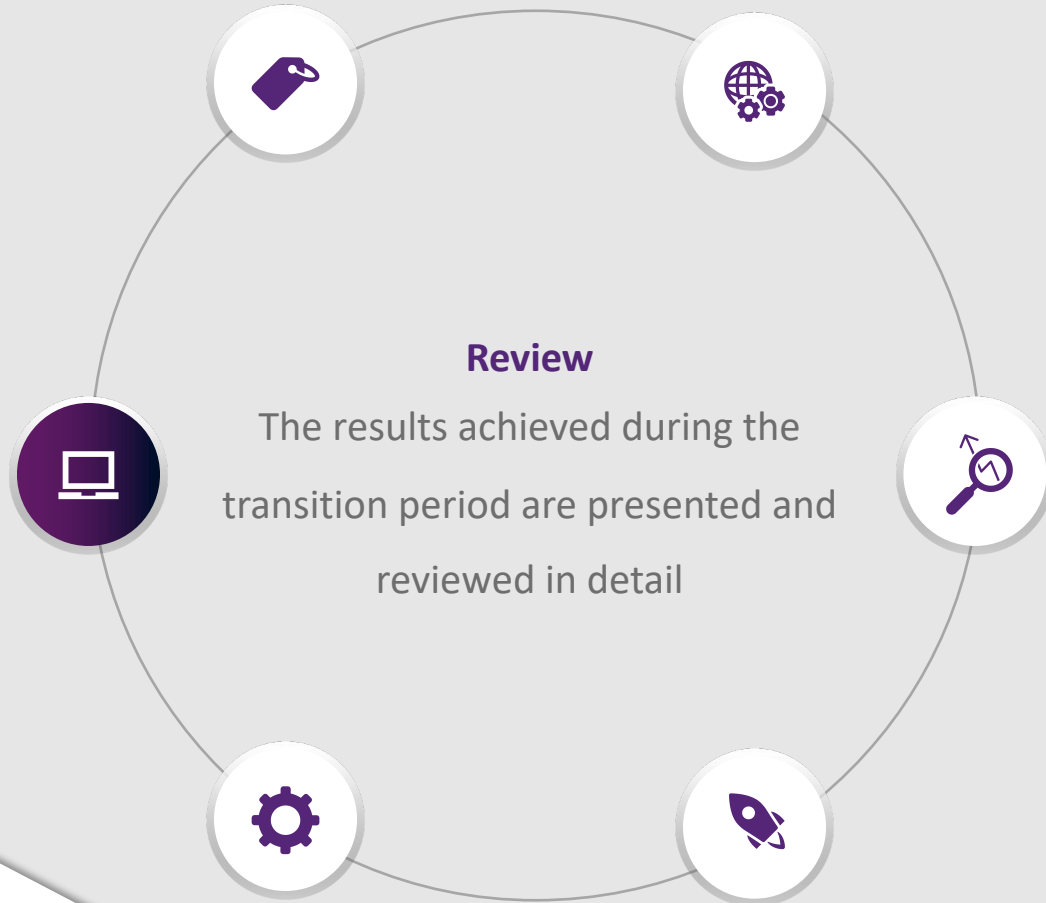 Review
The results achieved during the
transition period are presented and
reviewed in detail